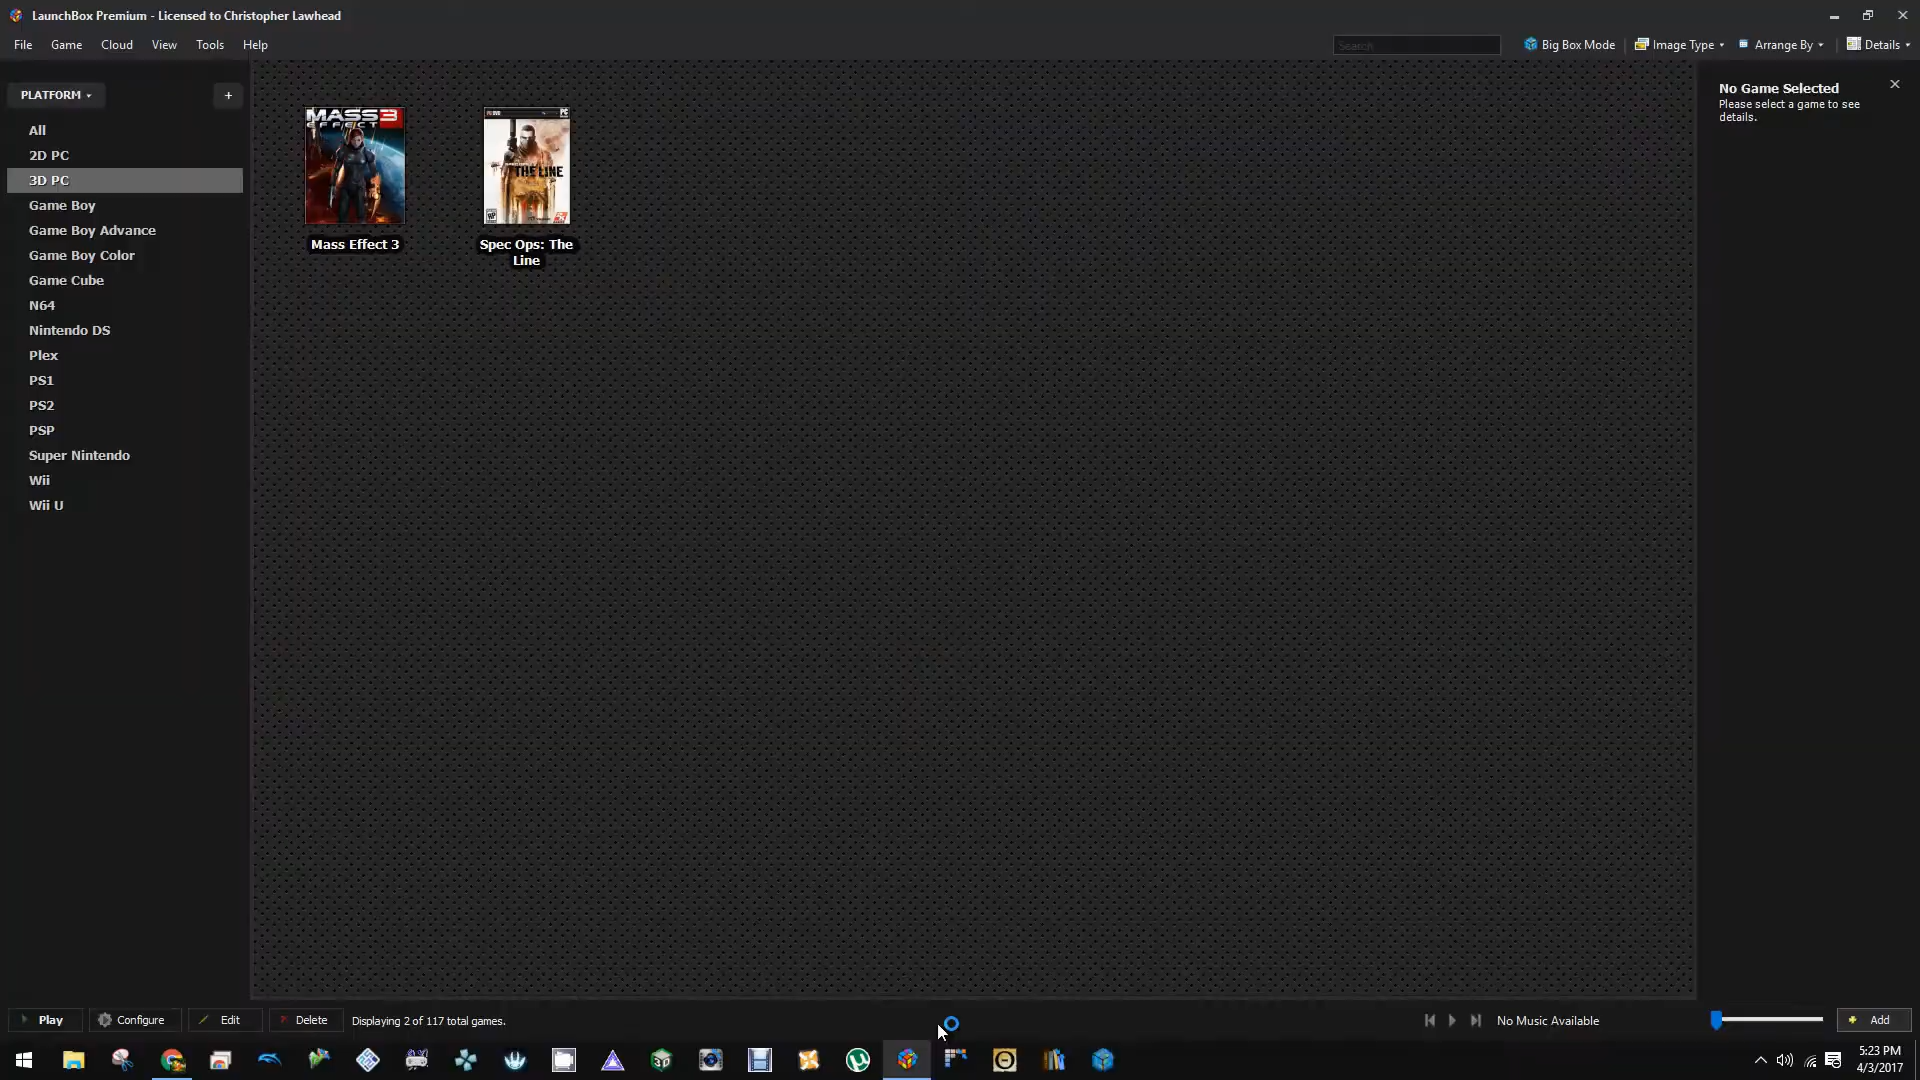 LaunchBox Premium - Licensed to Christopher Lawhead
File Game Cloud View Tools Help
Search
Big Box Mode
Image Type
Arrange By
Details
PLATFORM
+
All
2D PC
3D PC
Game Boy
Game Boy Advance
Game Boy Color
Game Cube
N64
Nintendo DS
Plex
PS1
PS2
PSP
Super Nintendo
Wii
Wii U
MASS 3
EFFECT
Mass Effect 3
PC
THE LINE
Spec Ops: The
Line
No Game Selected
Please select a game to see
details.
Play
Configure
Edit
Delete
Displaying 2 of 117 total games.
No Music Available
Add
3D
5:23 PM
4/3/2017